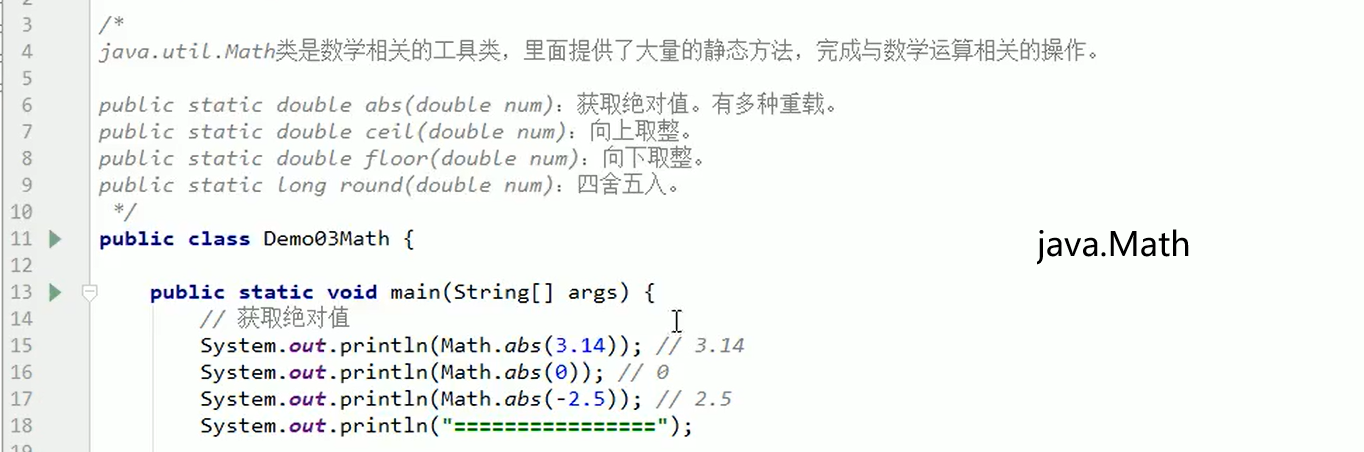 3 /*
4 java.util.Math类是数学相关的工具类，里面提供了大量的静态方法，完成与数学运算相关的操作。
5
6 public static double abs(double num)：获取绝对值。有多种重载。
7 public static double ceil(double num)：向上取整。
8 public static double floor(double num)：向下取整。
9 public static long round(double num)：四舍五入。
10 */
11 public class Demo03Math {
java.Math
12
13 public static void main(String[] args) {
14 // 获取绝对值
15 System.out.println(Math.abs(3.14)); // 3.14
16 System.out.println(Math.abs(0)); // 0
17 System.out.println(Math.abs(-2.5)); // 2.5
18 System.out.println("================");